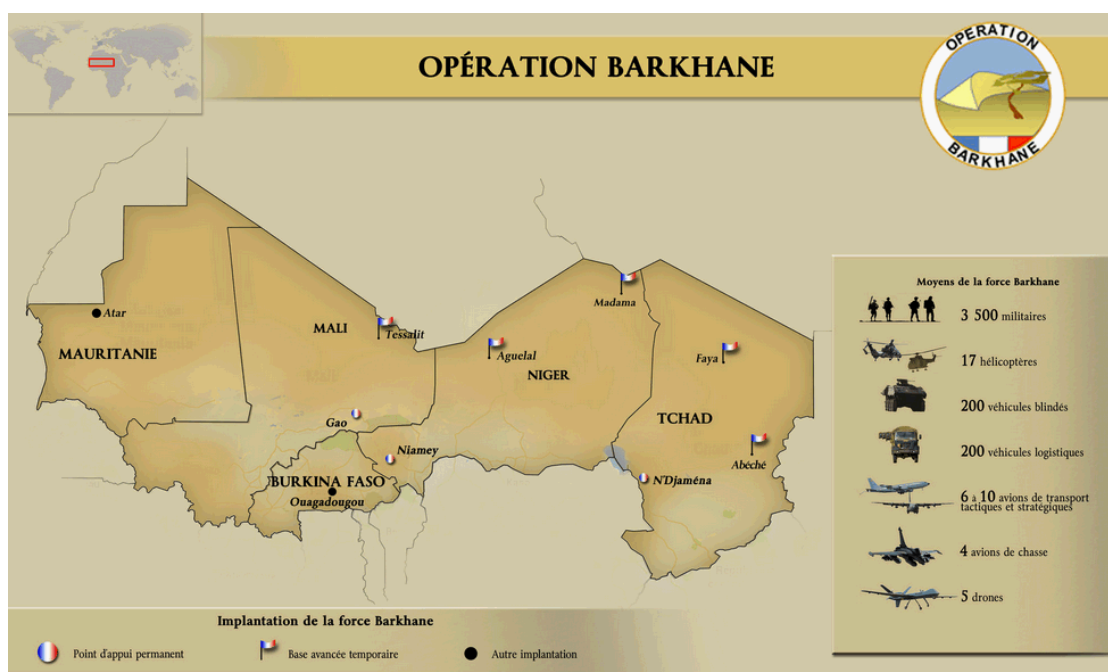 OPÉRATION BARKHANE
OPERATION
BARKHANE
Atar
MAURITANIE
MALI
Tessalit
Gao
Aguelal
NIGER
Madama
Faya
TCHAD
Abéché
Niamey
BURKINA FASO
Ouagadougou
N'Djaména
Moyens de la force Barkhane
3 500 militaires
17 hélicoptères
200 véhicules blindés
200 véhicules logistiques
6 à 10 avions de transport
tactiques et stratégiques
4 avions de chasse
5 drones
Implantation de la force Barkhane
Point d'appui permanent
Base avancée temporaire
Autre implantation